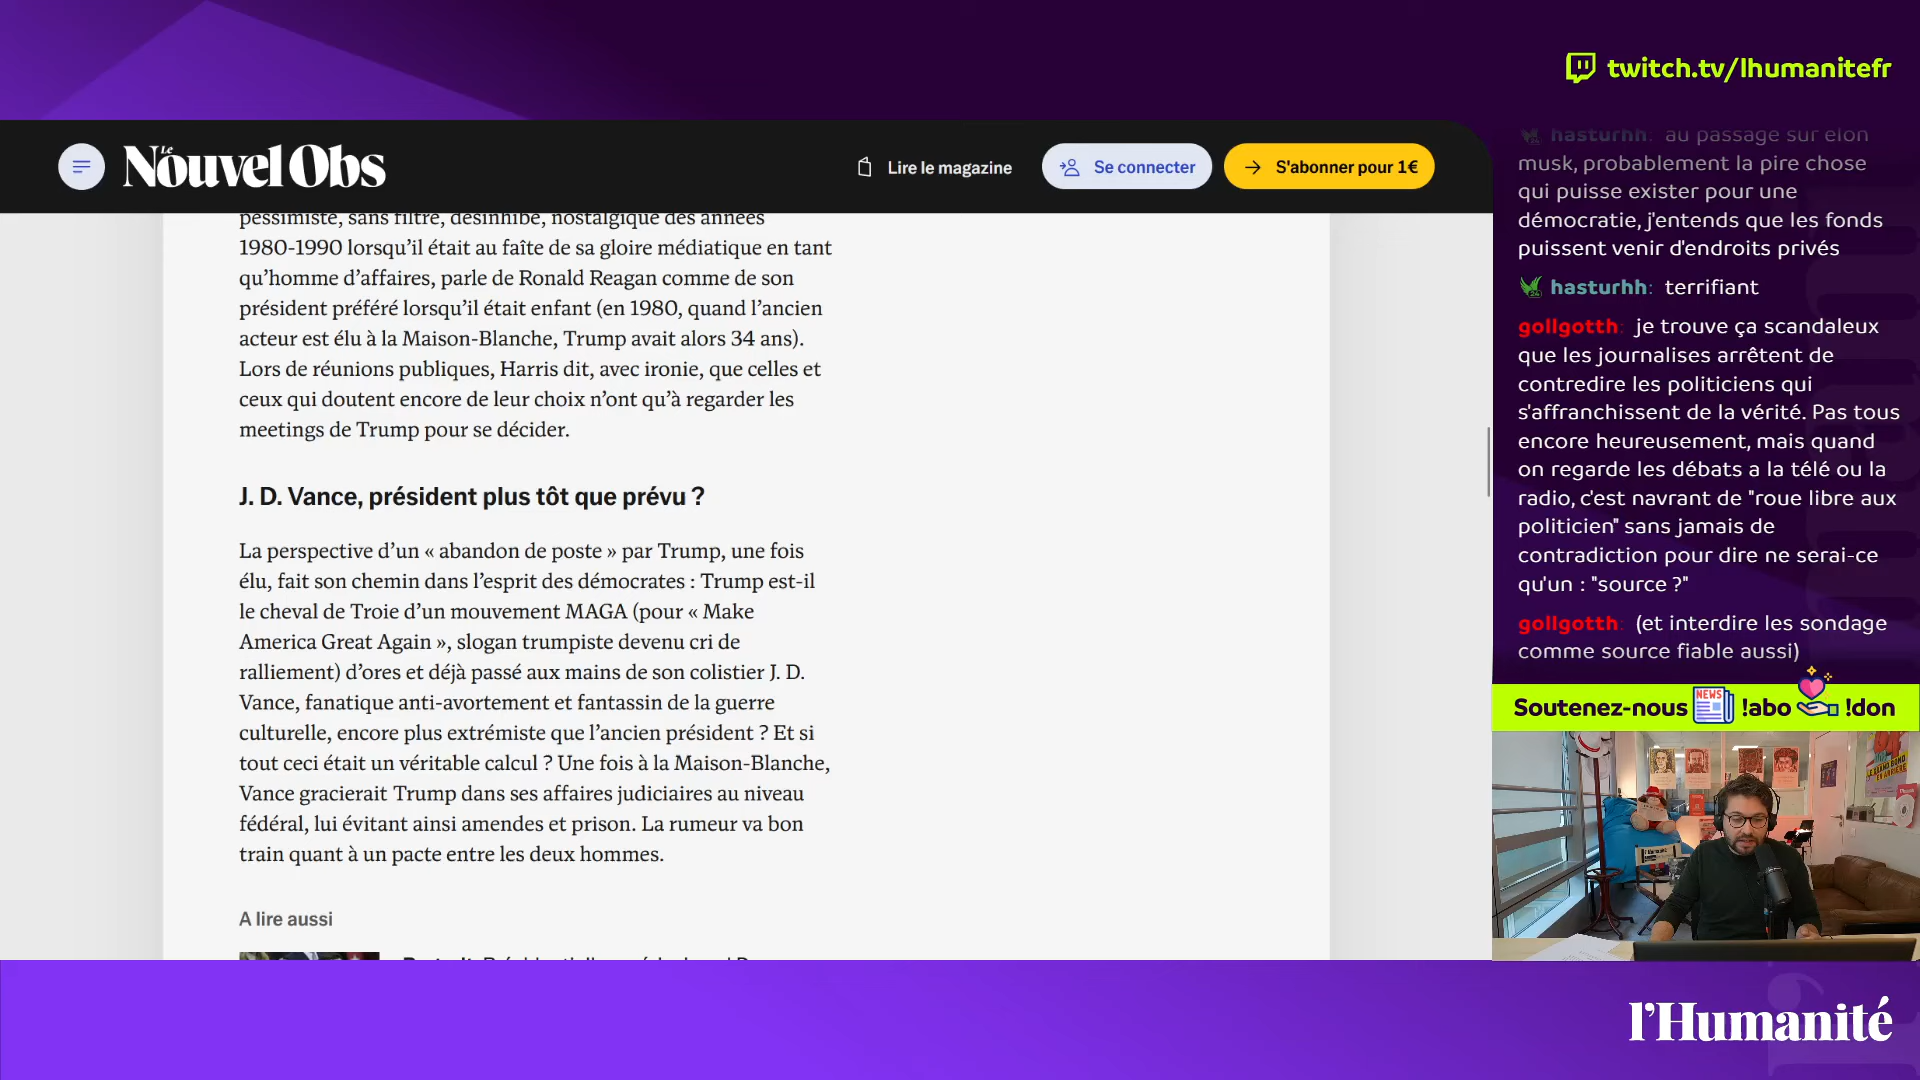 twitch.tv/lhumanitefr
Le Nouvel Obs
Lire le magazine
Se connecter
S'abonner pour 1€
pessimiste, sans filtre, désinhibé, nostalgique des années
1980-1990 lorsqu’il était au faîte de sa gloire médiatique en tant
qu’homme d’affaires, parle de Ronald Reagan comme de son
président préféré lorsqu’il était enfant (en 1980, quand l’ancien
acteur est élu à la Maison-Blanche, Trump avait alors 34 ans).
Lors de réunions publiques, Harris dit, avec ironie, que celles et
ceux qui doutent encore de leur choix n’ont qu’à regarder les
meetings de Trump pour se décider.
J. D. Vance, président plus tôt que prévu ?
La perspective d’un « abandon de poste » par Trump, une fois
élu, fait son chemin dans l’esprit des démocrates : Trump est-il
le cheval de Troie d’un mouvement MAGA (pour « Make
America Great Again », slogan trumpiste devenu cri de
ralliement) d’ores et déjà passé aux mains de son colistier J. D.
Vance, fanatique anti-avortement et fantassin de la guerre
culturelle, encore plus extrémiste que l’ancien président ? Et si
tout ceci était un véritable calcul ? Une fois à la Maison-Blanche,
Vance gracierait Trump dans ses affaires judiciaires au niveau
fédéral, lui évitant ainsi amendes et prison. La rumeur va bon
train quant à un pacte entre les deux hommes.
A lire aussi
hasturhh: au passage sur elon
musk, probablement la pire chose
qui puisse exister pour une
démocratie, j'entends que les fonds
puissent venir d'endroits privés
hasturhh: terrifiant
gollgotth: je trouve ça scandaleux
que les journalises arrêtent de
contredire les politiciens qui
s'affranchissent de la vérité. Pas tous
encore heureusement, mais quand
on regarde les débats a la télé ou la
radio, c'est navrant de "roue libre aux
politicien" sans jamais de
contradiction pour dire ne serai-ce
qu'un : "source ?"
gollgotth: (et interdire les sondage
comme source fiable aussi)
Soutenez-nous NEWS !abo !don
l'Humanité
l'Humanité